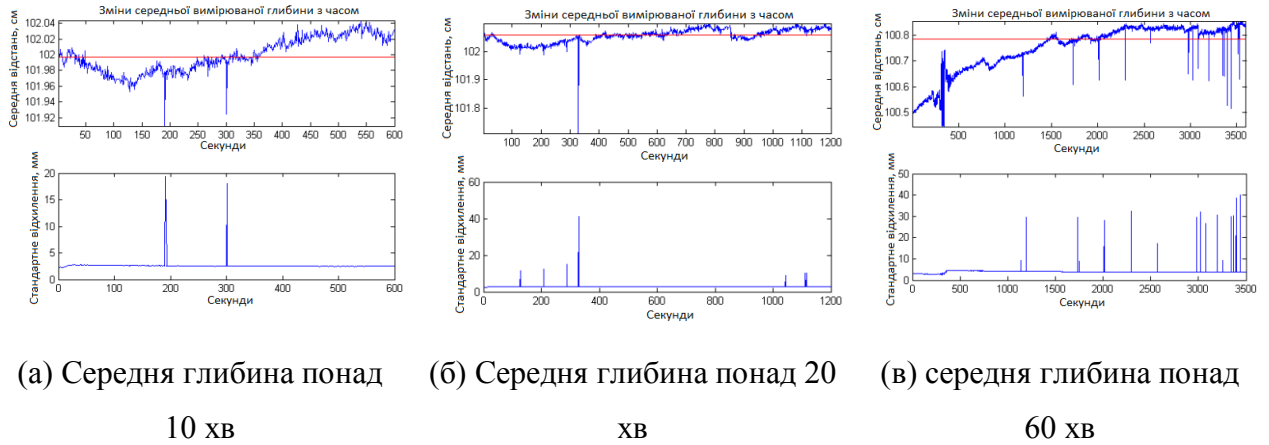 Зміни середньої вимірюваної глибини з часом
Середня відстань, см
102.04
102.02
102
101.98
101.96
101.94
101.92
50 100 150 200 250 300 350 400 450 500 550 600
Секунди
Стандартне відхилення, мм
20
15
10
5
0
0 100 200 300 400 500 600
Секунди
(а) Середня глибина понад
10 хв
Зміни середньої вимірюваної глибини з часом
Середня відстань, см
102
101.9
101.8
100 200 300 400 500 600 700 800 900 1000 1100 1200
Секунди
Стандартне відхилення, мм
60
40
20
0
0 200 400 600 800 1000 1200
Секунди
(б) Середня глибина понад 20
хв
Зміни середньої вимірюваної глибини з часом
Середня відстань, см
100.8
100.7
100.6
100.5
500 1000 1500 2000 2500 3000 3500
Секунди
Стандартне відхилення, мм
50
40
30
20
10
0
0 500 1000 1500 2000 2500 3000 3500
Секунди
(в) середня глибина понад
60 хв